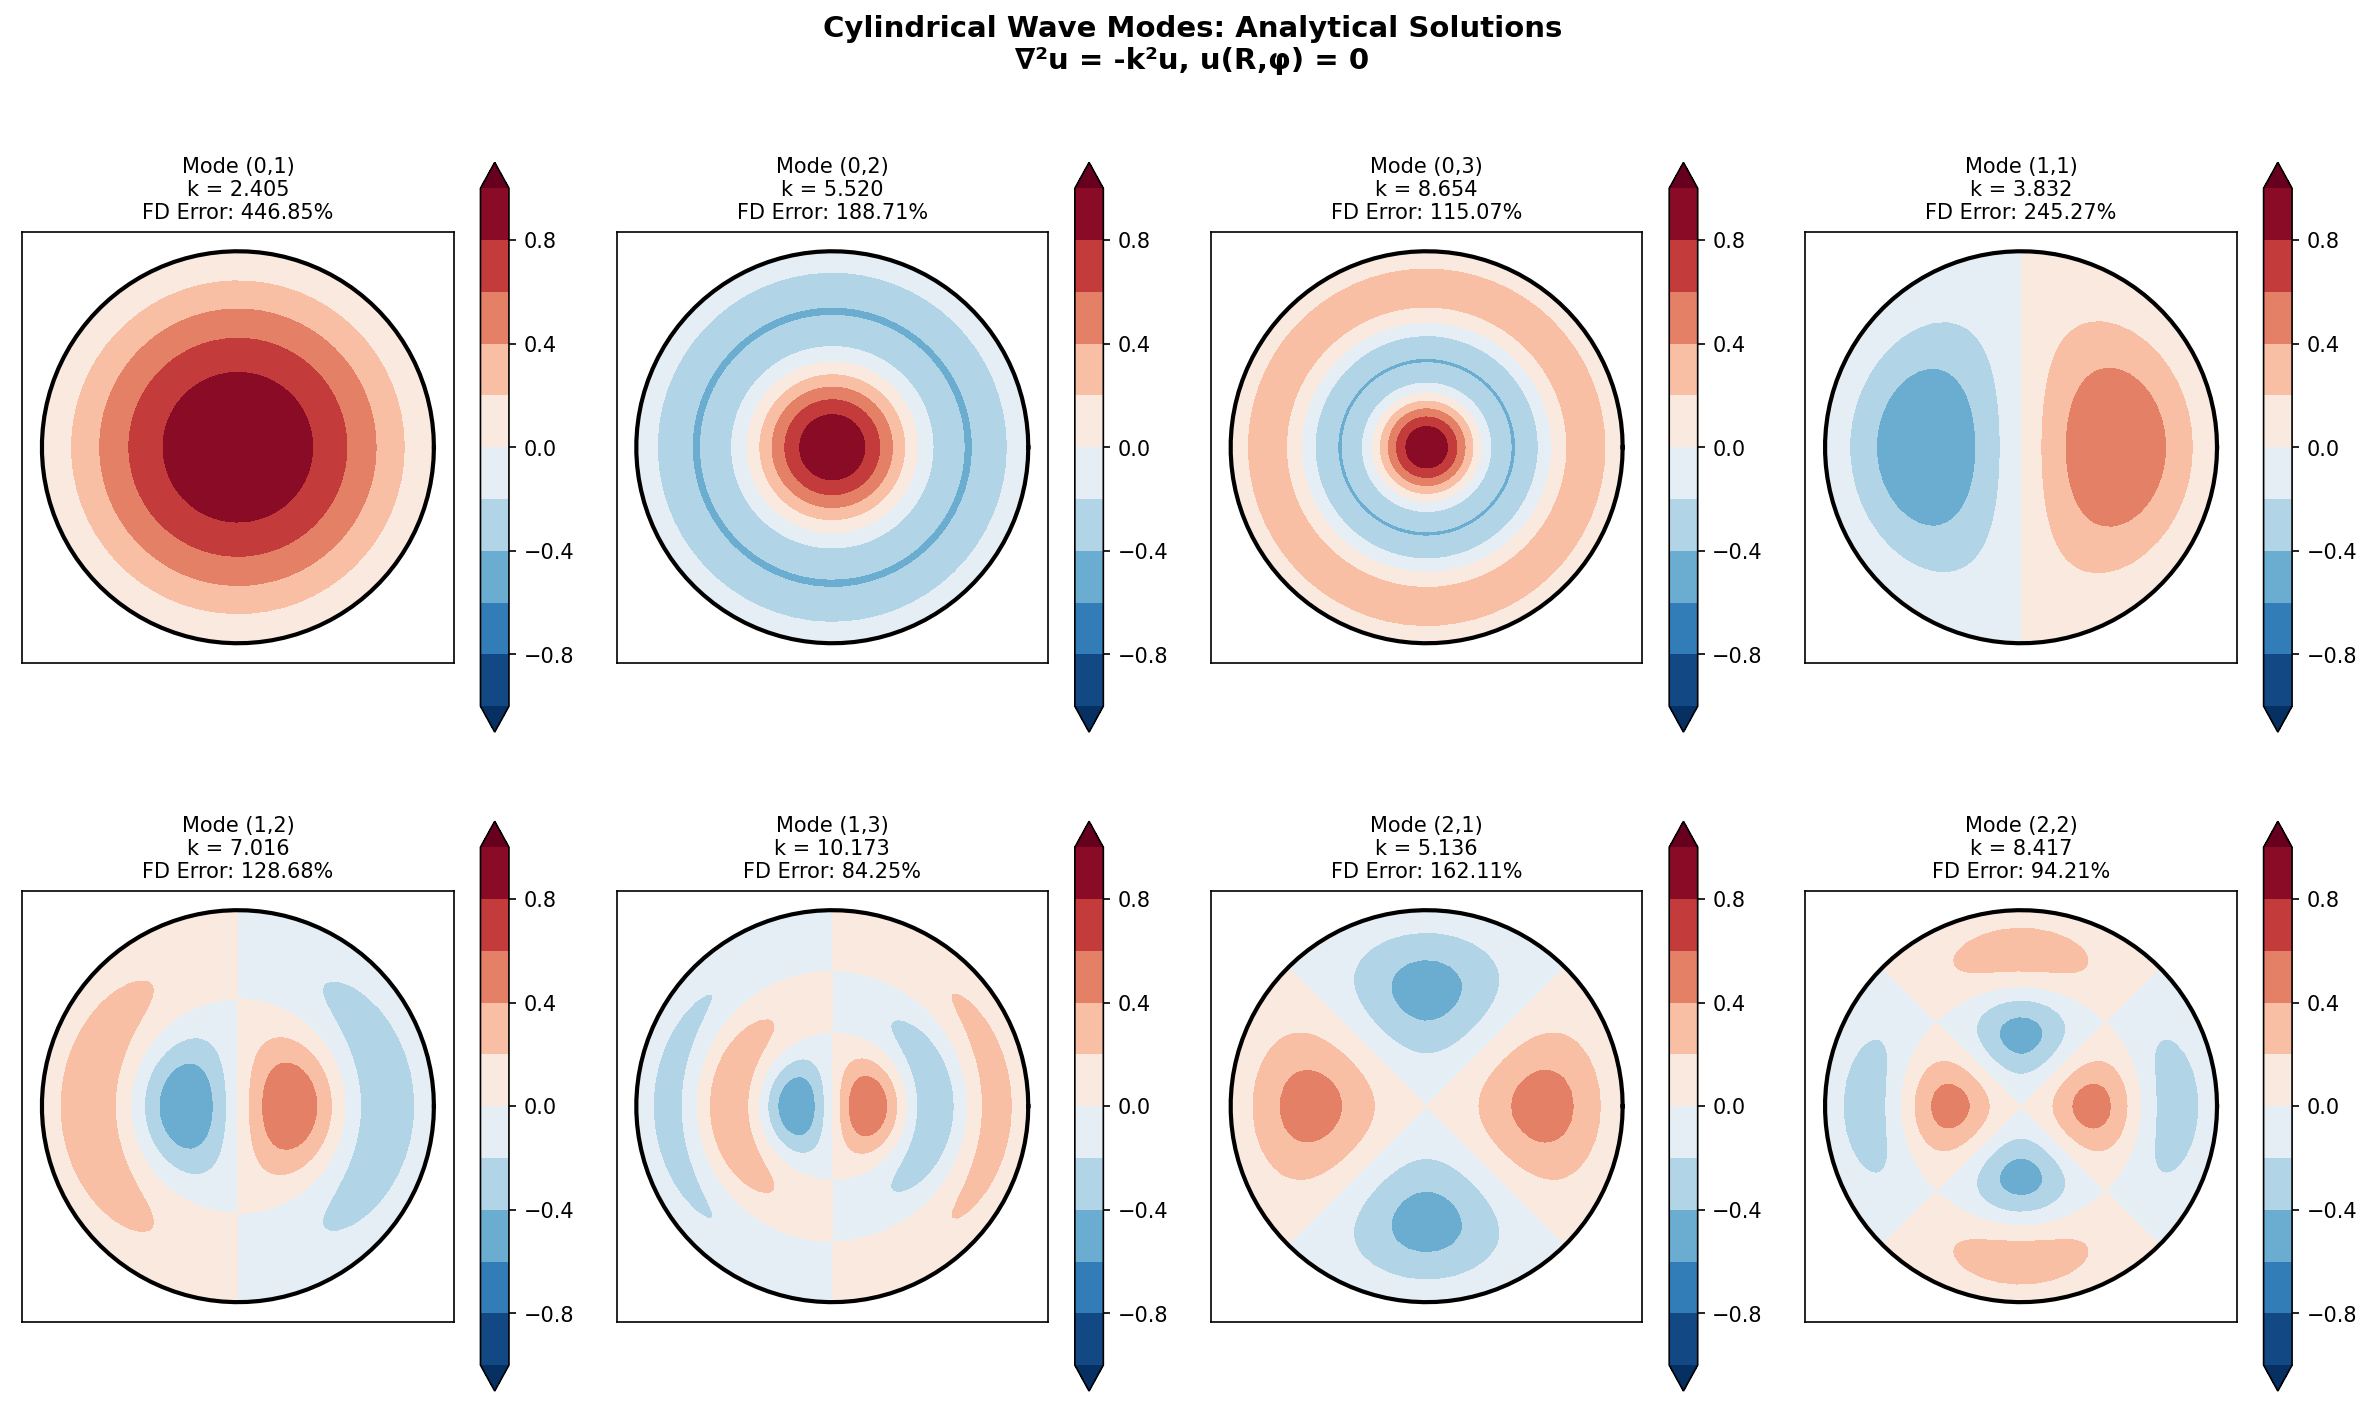 Cylindrical Wave Modes: Analytical Solutions
∇²u = -k²u, u(R,φ) = 0
Mode (0,1)
k = 2.405
FD Error: 446.85%
0.8
0.4
0.0
−0.4
−0.8
Mode (0,2)
k = 5.520
FD Error: 188.71%
0.8
0.4
0.0
−0.4
−0.8
Mode (0,3)
k = 8.654
FD Error: 115.07%
0.8
0.4
0.0
−0.4
−0.8
Mode (1,1)
k = 3.832
FD Error: 245.27%
0.8
0.4
0.0
−0.4
−0.8
Mode (1,2)
k = 7.016
FD Error: 128.68%
0.8
0.4
0.0
−0.4
−0.8
Mode (1,3)
k = 10.173
FD Error: 84.25%
0.8
0.4
0.0
−0.4
−0.8
Mode (2,1)
k = 5.136
FD Error: 162.11%
0.8
0.4
0.0
−0.4
−0.8
Mode (2,2)
k = 8.417
FD Error: 94.21%
0.8
0.4
0.0
−0.4
−0.8